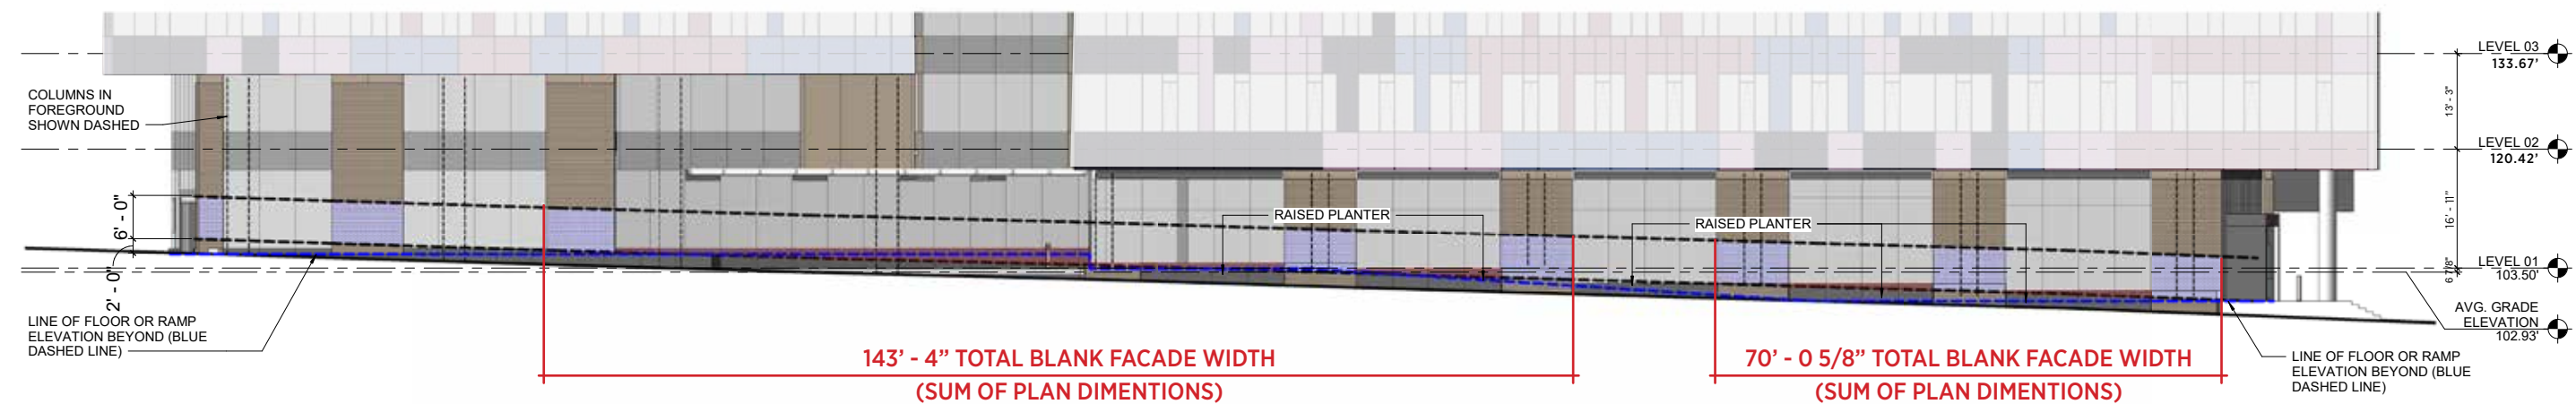 COLUMNS IN
FOREGROUND
SHOWN DASHED
6' - 0"
2' - 0"
LINE OF FLOOR OR RAMP
ELEVATION BEYOND (BLUE
DASHED LINE)
RAISED PLANTER
RAISED PLANTER
143' - 4” TOTAL BLANK FACADE WIDTH
(SUM OF PLAN DIMENTIONS)
70' - 0 5/8” TOTAL BLANK FACADE WIDTH
(SUM OF PLAN DIMENTIONS)
LEVEL 03
133.67'
13' - 3"
LEVEL 02
120.42'
16' - 11"
LEVEL 01
103.50'
6 7/8"
AVG. GRADE
ELEVATION
102.93'
LINE OF FLOOR OR RAMP
ELEVATION BEYOND (BLUE
DASHED LINE)